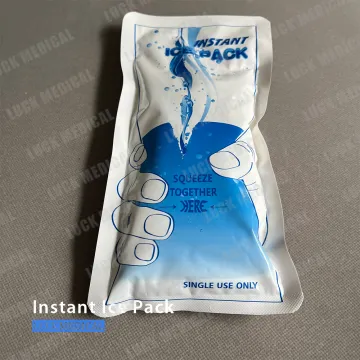 INSTANT
ICE PACK
SQUEEZE
TOGETHER
HERE
SINGLE USE ONLY
Instant Ice Pack
LUCK MEDICAL